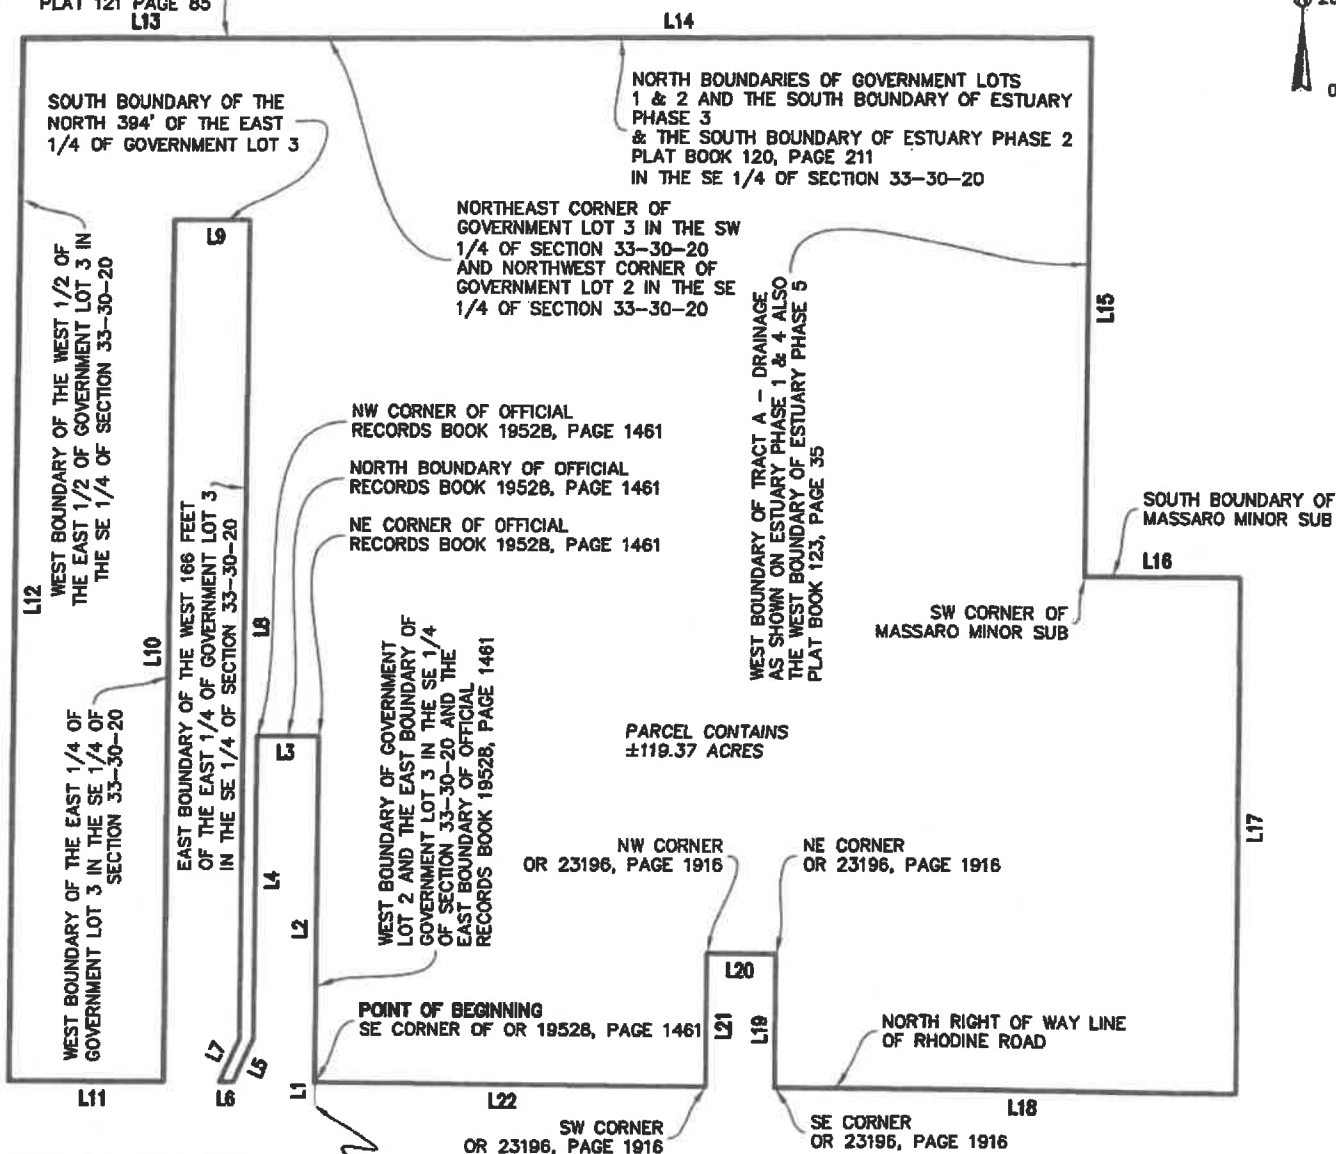 PLAT 121 PAGE 85
L13
L14
SOUTH BOUNDARY OF THE
NORTH 394' OF THE EAST
1/4 OF GOVERNMENT LOT 3
NORTH BOUNDARIES OF GOVERNMENT LOTS
1 & 2 AND THE SOUTH BOUNDARY OF ESTUARY
PHASE 3
& THE SOUTH BOUNDARY OF ESTUARY PHASE 2
PLAT BOOK 120, PAGE 211
IN THE SE 1/4 OF SECTION 33-30-20
0
L9
NORTHEAST CORNER OF
GOVERNMENT LOT 3 IN THE SW
1/4 OF SECTION 33-30-20
AND NORTHWEST CORNER OF
GOVERNMENT LOT 2 IN THE SE
1/4 OF SECTION 33-30-20
WEST BOUNDARY OF THE WEST 1/2 OF
THE EAST 1/2 OF GOVERNMENT LOT 3 IN
THE SE 1/4 OF SECTION 33-30-20
WEST BOUNDARY OF TRACT A - DRAINAGE
AS SHOWN ON ESTUARY PHASE 1 & 4 ALSO
THE WEST BOUNDARY OF ESTUARY PHASE 5
PLAT BOOK 123, PAGE 35
L15
NW CORNER OF OFFICIAL
RECORDS BOOK 19528, PAGE 1461
NORTH BOUNDARY OF OFFICIAL
RECORDS BOOK 19528, PAGE 1461
NE CORNER OF OFFICIAL
RECORDS BOOK 19528, PAGE 1461
SOUTH BOUNDARY OF
MASSARO MINOR SUB
L16
SW CORNER OF
MASSARO MINOR SUB
L12
L10
L8
EAST BOUNDARY OF THE WEST 166 FEET
OF THE EAST 1/4 OF GOVERNMENT LOT 3
IN THE SE 1/4 OF SECTION 33-30-20
WEST BOUNDARY OF THE EAST 1/4 OF
GOVERNMENT LOT 3 IN THE SE 1/4 OF
SECTION 33-30-20
L3
WEST BOUNDARY OF GOVERNMENT
LOT 2 AND THE EAST BOUNDARY OF
GOVERNMENT LOT 3 IN THE SE 1/4
OF SECTION 33-30-20 AND THE
EAST BOUNDARY OF OFFICIAL
RECORDS BOOK 19528, PAGE 1461
PARCEL CONTAINS
±119.37 ACRES
L17
L4
L2
NW CORNER
OR 23196, PAGE 1916
NE CORNER
OR 23196, PAGE 1916
L20
POINT OF BEGINNING
SE CORNER OF OR 19528, PAGE 1461
L21
L19
NORTH RIGHT OF WAY LINE
OF RHODINE ROAD
L7
L5
L11
L6
L1
L22
L18
SW CORNER
OR 23196, PAGE 1916
SE CORNER
OR 23196, PAGE 1916